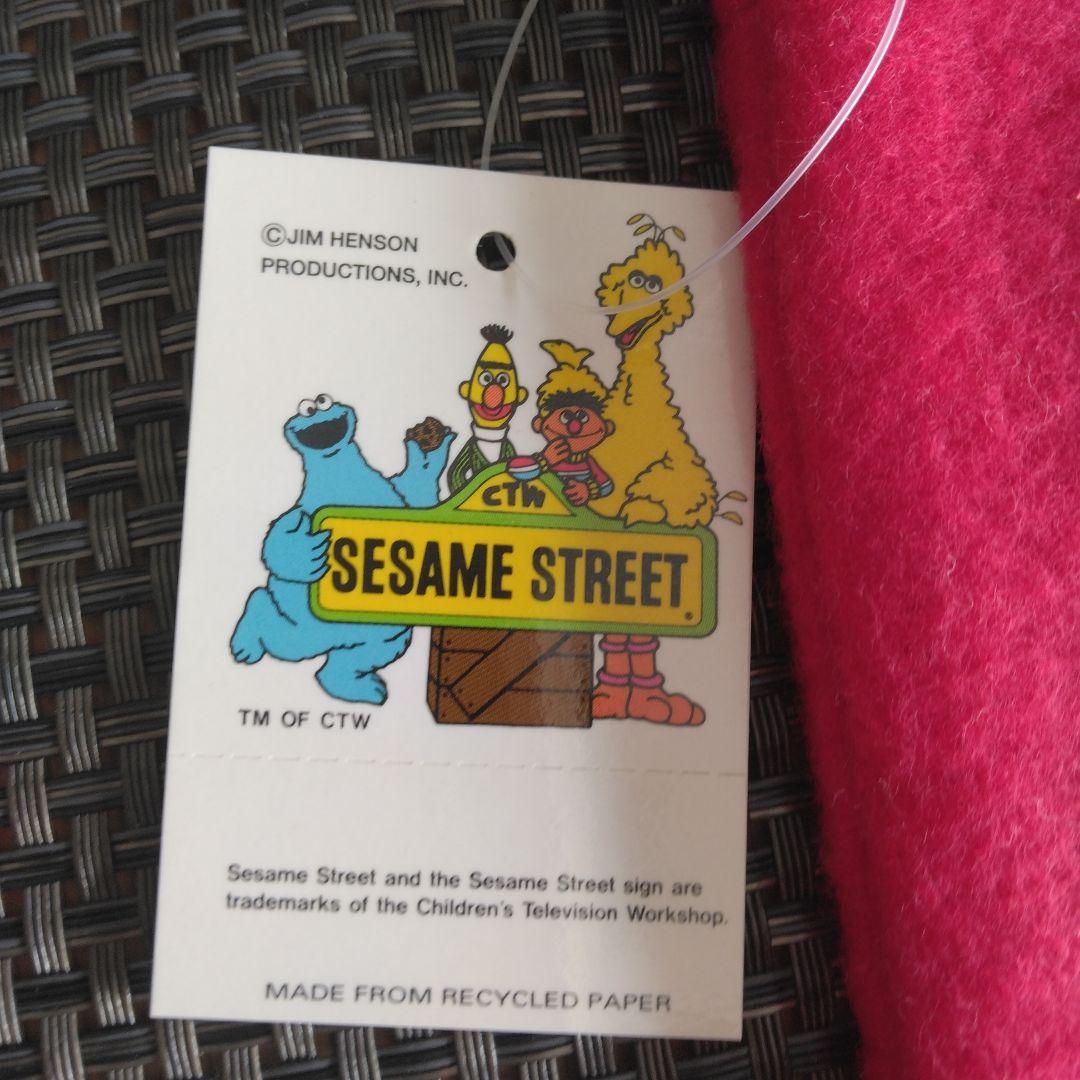 ©JIM HENSON
PRODUCTIONS, INC.
CTW
SESAME STREET®
TM OF CTW
Sesame Street and the Sesame Street sign are
trademarks of the Children's Television Workshop.
MADE FROM RECYCLED PAPER